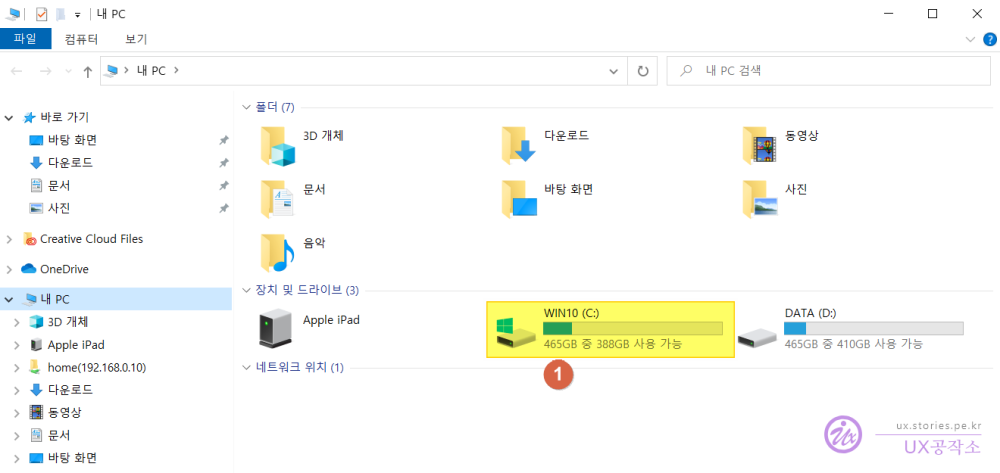 내 PC
파일 컴퓨터 보기
내 PC
내 PC 검색
바로 가기
바탕 화면
다운로드
문서
사진
Creative Cloud Files
OneDrive
내 PC
3D 개체
Apple iPad
home(192.168.0.10)
다운로드
동영상
문서
바탕 화면
폴더 (7)
3D 개체
다운로드
동영상
문서
바탕 화면
사진
음악
장치 및 드라이브 (3)
Apple iPad
WIN10 (C:)
465GB 중 388GB 사용 가능
DATA (D:)
465GB 중 410GB 사용 가능
네트워크 위치 (1)
1
Ux
ux.stories.pe.kr
UX공작소